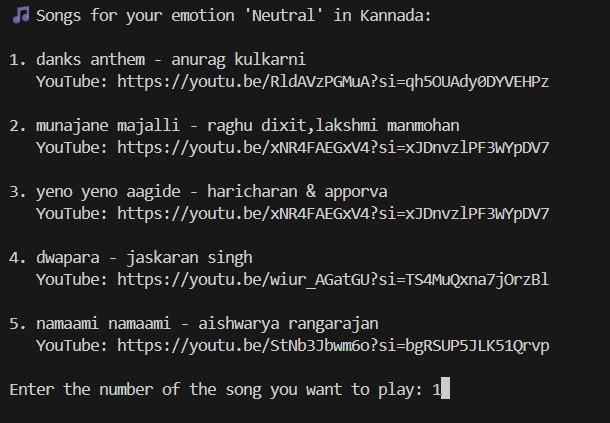 🎵 Songs for your emotion 'Neutral' in Kannada:
1. danks anthem - anurag kulkarni
YouTube: https://youtu.be/RldAVzPGMuA?si=qh5OUAdy0DYVEHPz
2. munajane majalli - raghu dixit,lakshmi manmohan
YouTube: https://youtu.be/xNR4FAEGxV4?si=xJDnvzlPF3WYpDV7
3. yeno yeno aagide - haricharan & apporva
YouTube: https://youtu.be/xNR4FAEGxV4?si=xJDnvzlPF3WYpDV7
4. dwapara - jaskaran singh
YouTube: https://youtu.be/wiur_AGatGU?si=TS4MuQxna7jOrzBl
5. namaami namaami - aishwarya rangarajan
YouTube: https://youtu.be/StNb3Jbwm6o?si=bgRSUP5JLK51Qrvp
Enter the number of the song you want to play: 1